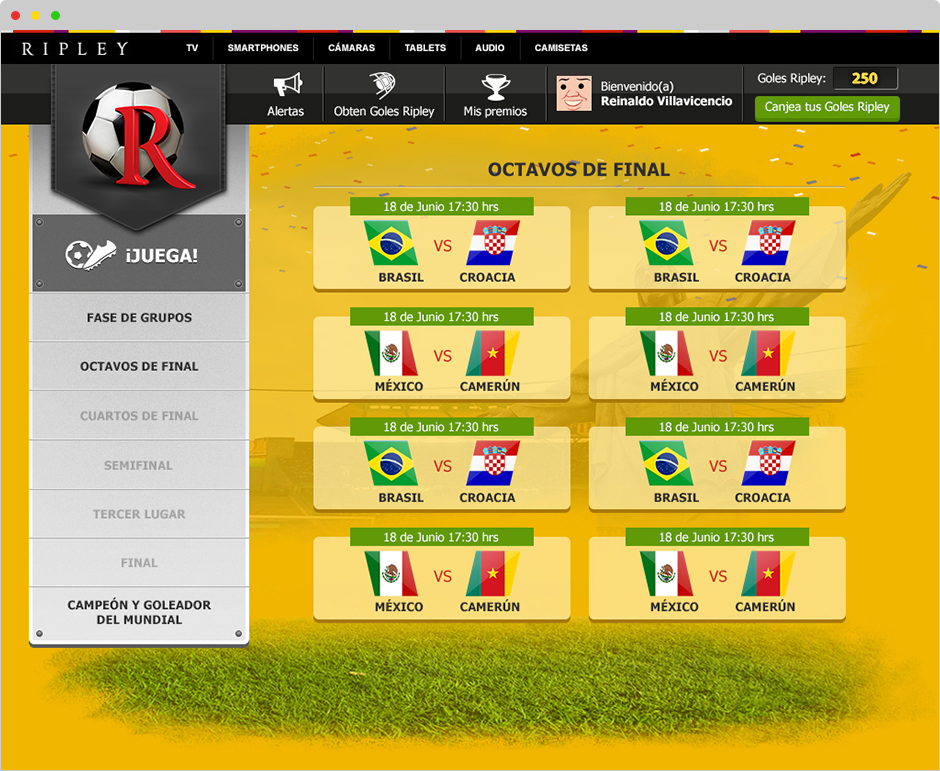 RIPLEY
TV
SMARTPHONES
CÁMARAS
TABLETS
AUDIO
CAMISETAS
Alertas
Obten Goles Ripley
Mis premios
Bienvenido(a)
Reinaldo Villavicencio
Goles Ripley: 250
Canjea tus Goles Ripley
R
¡JUEGA!
FASE DE GRUPOS
OCTAVOS DE FINAL
CUARTOS DE FINAL
SEMIFINAL
TERCER LUGAR
FINAL
CAMPEÓN Y GOLEADOR
DEL MUNDIAL
OCTAVOS DE FINAL
18 de Junio 17:30 hrs
VS
BRASIL CROACIA
18 de Junio 17:30 hrs
VS
BRASIL CROACIA
18 de Junio 17:30 hrs
VS
MÉXICO CAMERÚN
18 de Junio 17:30 hrs
VS
MÉXICO CAMERÚN
18 de Junio 17:30 hrs
VS
BRASIL CROACIA
18 de Junio 17:30 hrs
VS
BRASIL CROACIA
18 de Junio 17:30 hrs
VS
MÉXICO CAMERÚN
18 de Junio 17:30 hrs
VS
MÉXICO CAMERÚN